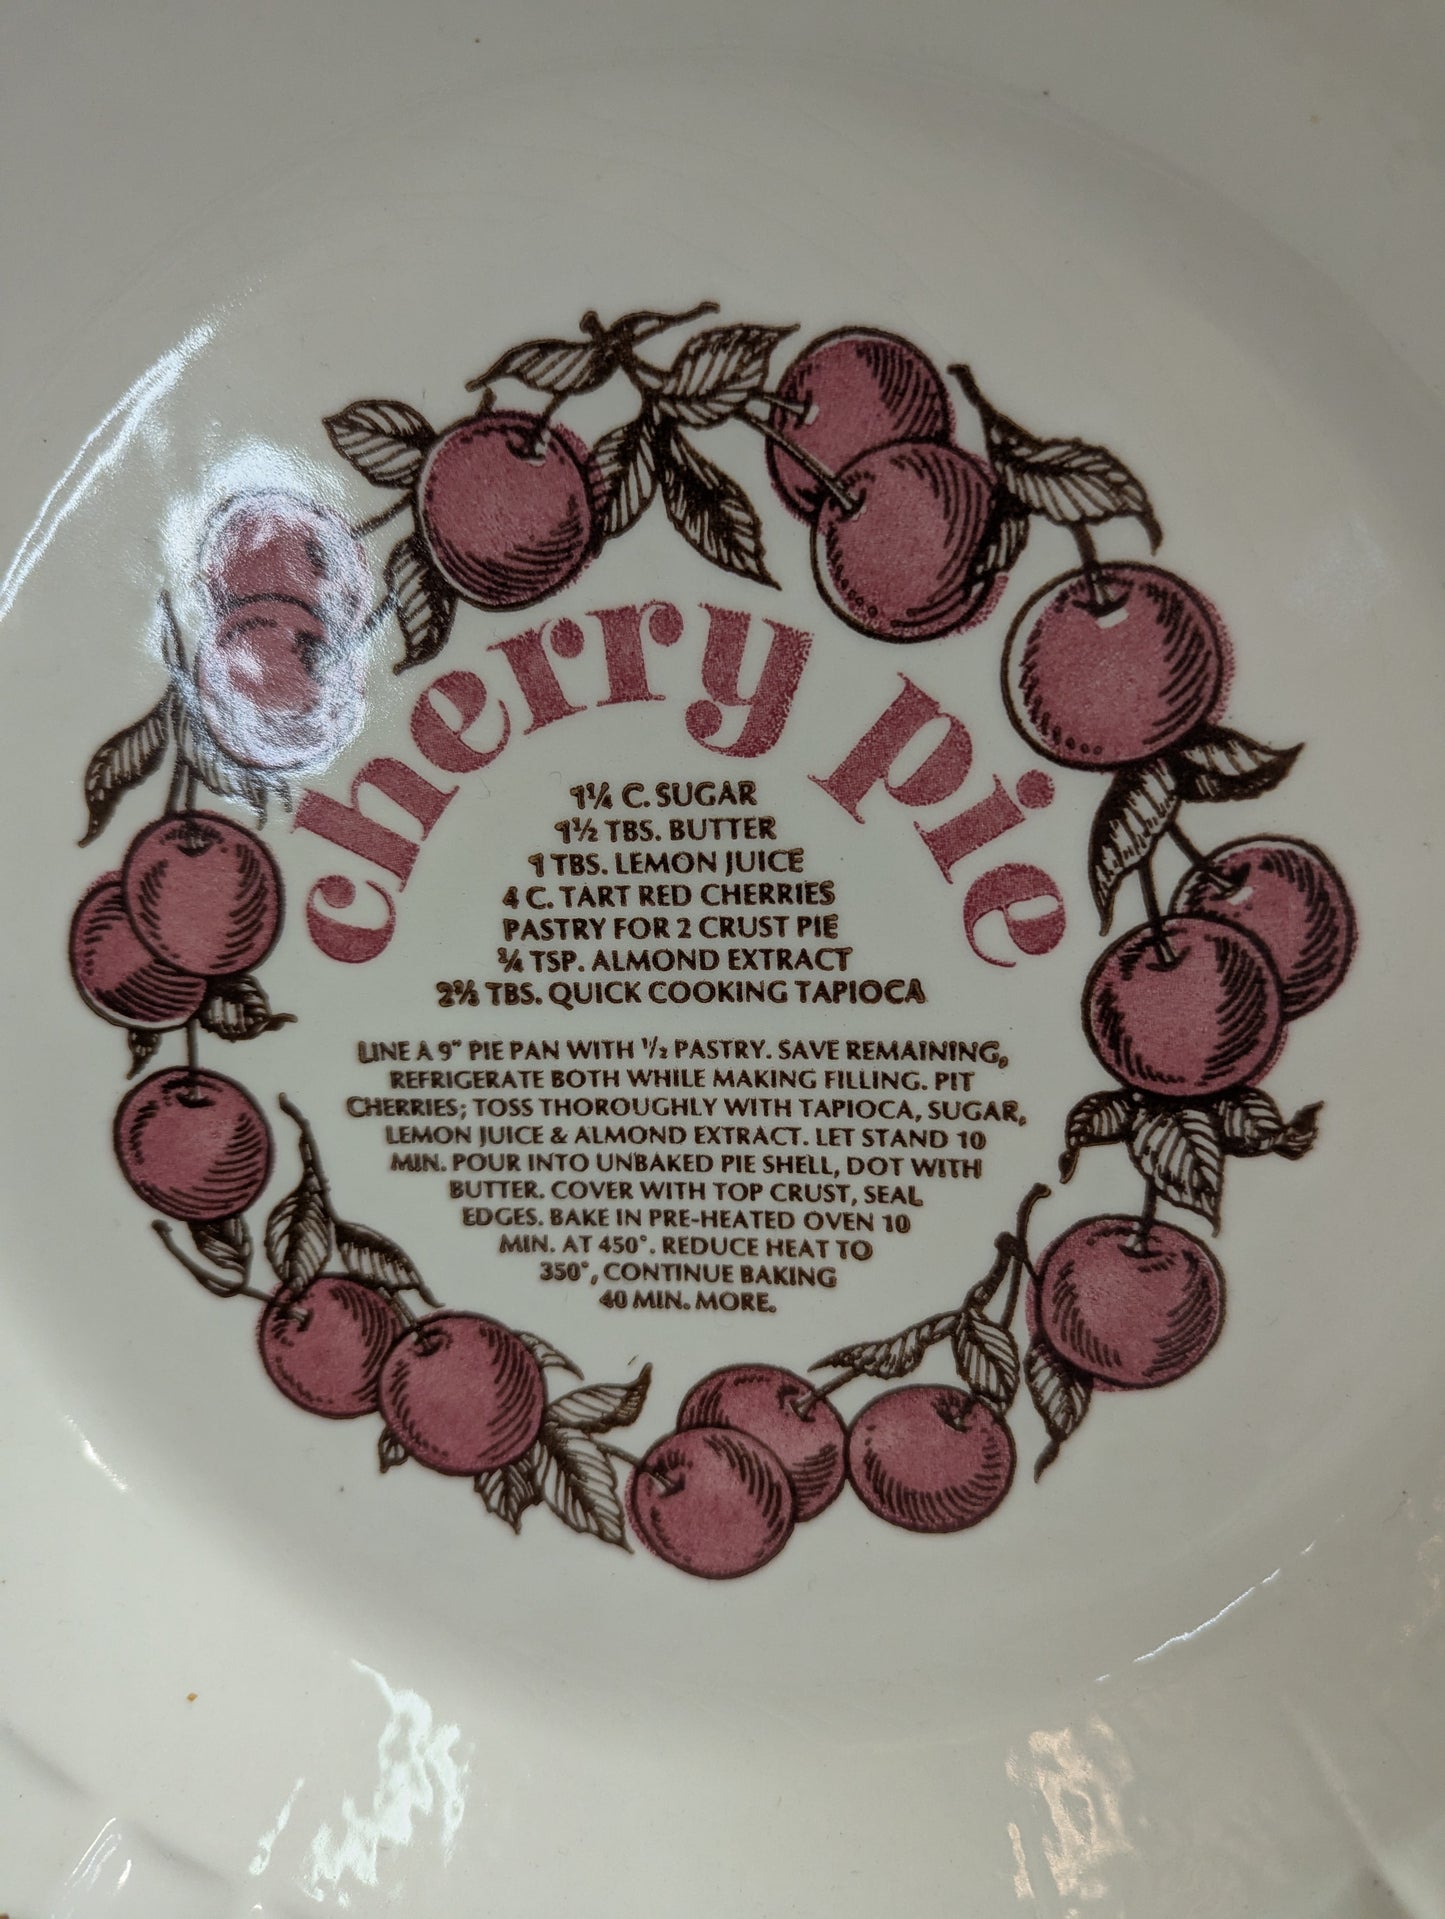 cherry pie
1¼ C. SUGAR
1½ TBS. BUTTER
1 TBS. LEMON JUICE
4 C. TART RED CHERRIES
PASTRY FOR 2 CRUST PIE
TSP. ALMOND EXTRACT
TBS. QUICK COOKING TAPIOCA
LINE A 9" PIE PAN WITH ½ PASTRY. SAVE REMAINING,
REFRIGERATE BOTH WHILE MAKING FILLING. PIT
CHERRIES; TOSS THOROUGHLY WITH TAPIOCA, SUGAR,
LEMON JUICE & ALMOND EXTRACT. LET STAND 10
MIN. POUR INTO UNBAKED PIE SHELL, DOT WITH
BUTTER. COVER WITH TOP CRUST, SEAL
EDGES. BAKE IN PRE-HEATED OVEN 10
MIN. AT 450°. REDUCE HEAT TO
350°, CONTINUE BAKING
40 MIN. MORE.